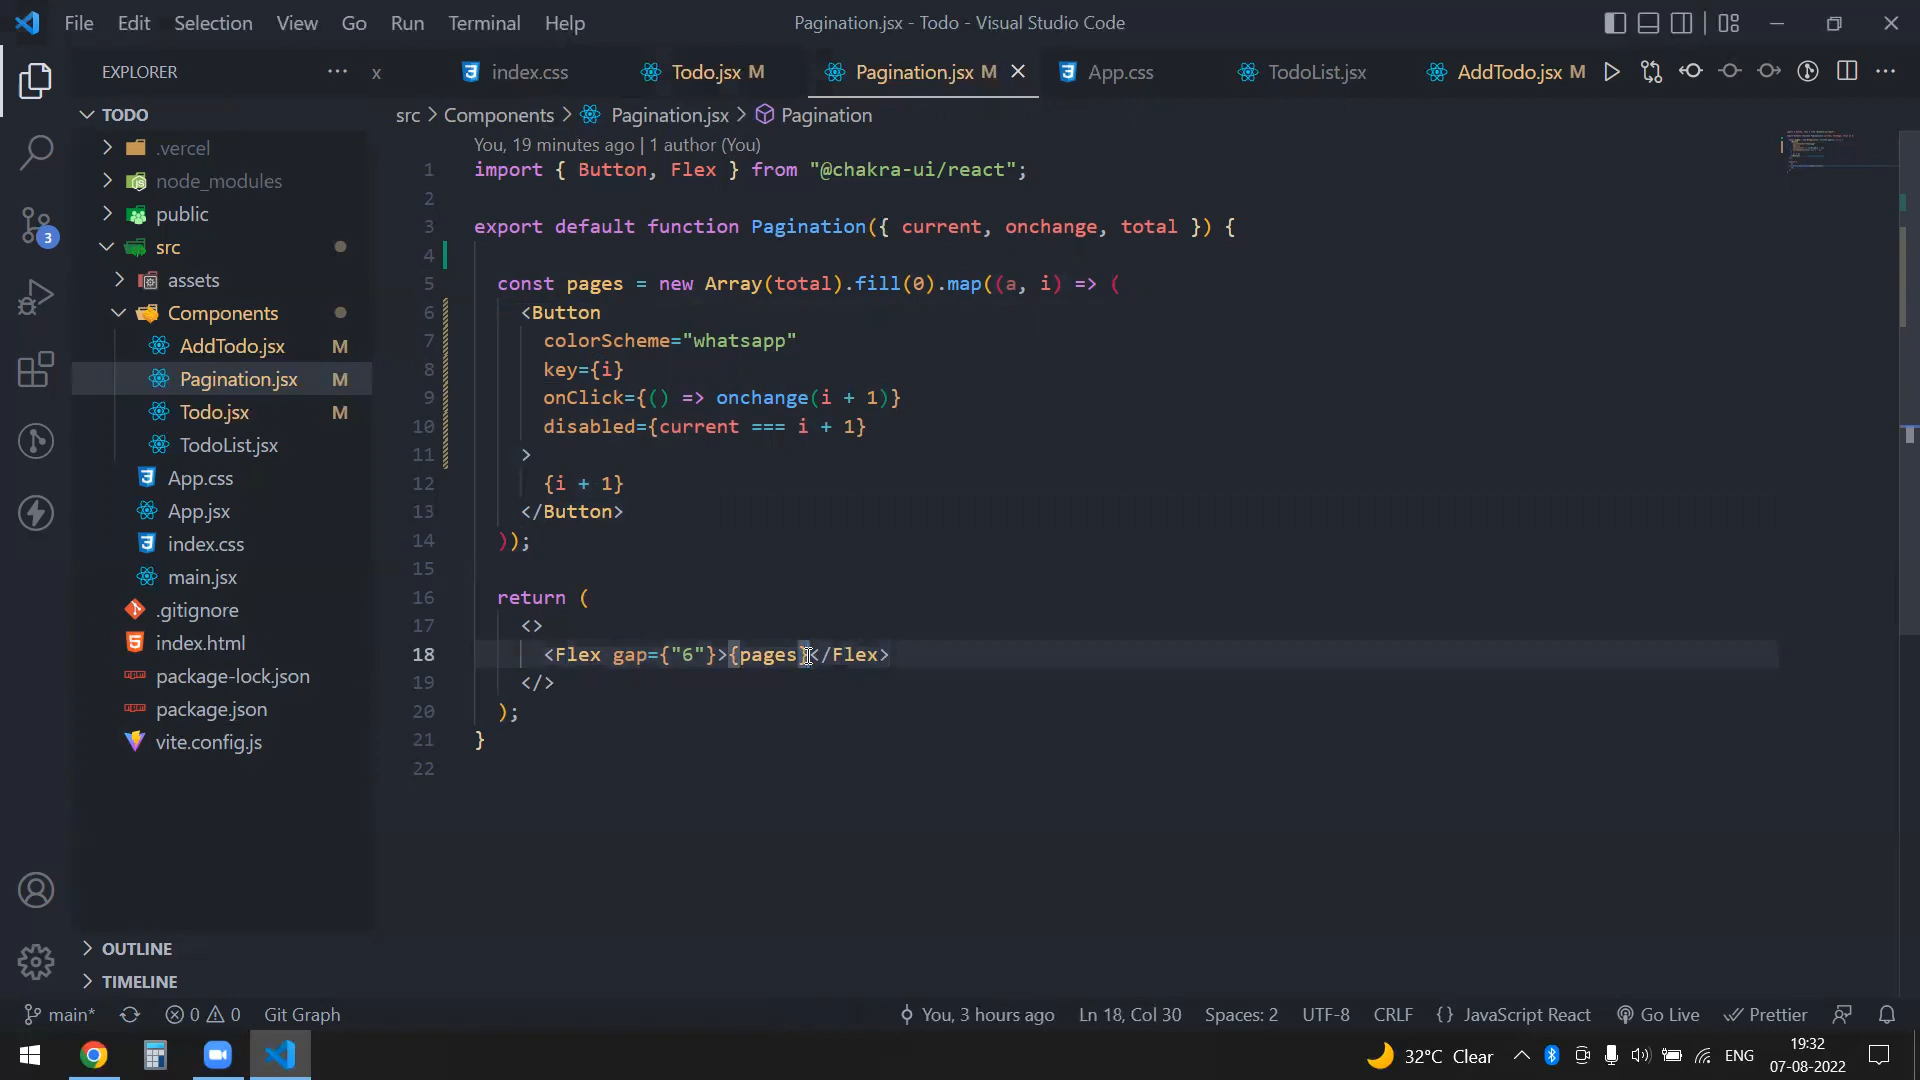 File Edit Selection View Go Run Terminal Help
Pagination.jsx - Todo - Visual Studio Code
EXPLORER
x
index.css
Todo.jsx M
Pagination.jsx M
App.css
TodoList.jsx
AddTodo.jsx M
TODO
.vercel
node_modules
public
src
assets
Components
AddTodo.jsx M
Pagination.jsx M
Todo.jsx M
TodoList.jsx
App.css
App.jsx
index.css
main.jsx
.gitignore
index.html
package-lock.json
package.json
vite.config.js
OUTLINE
TIMELINE
3
src > Components > Pagination.jsx > Pagination
You, 19 minutes ago | 1 author (You)
1 import { Button, Flex } from "@chakra-ui/react";
2
3 export default function Pagination({ current, onchange, total }) {
4
5 const pages = new Array(total).fill(0).map((a, i) => (
6 <Button
7 colorScheme="whatsapp"
8 key={i}
9 onClick={() => onchange(i + 1)}
10 disabled={current === i + 1}
11 >
12 {i + 1}
13 </Button>
14 ));
15
16 return (
17 <>
18 <Flex gap={"6"}>{pages}</Flex>
19 </>
20 );
21 }
22
main* 0 0 Git Graph
You, 3 hours ago Ln 18, Col 30 Spaces: 2 UTF-8 CRLF {} JavaScript React Go Live Prettier
32°C Clear
ENG
19:32
07-08-2022